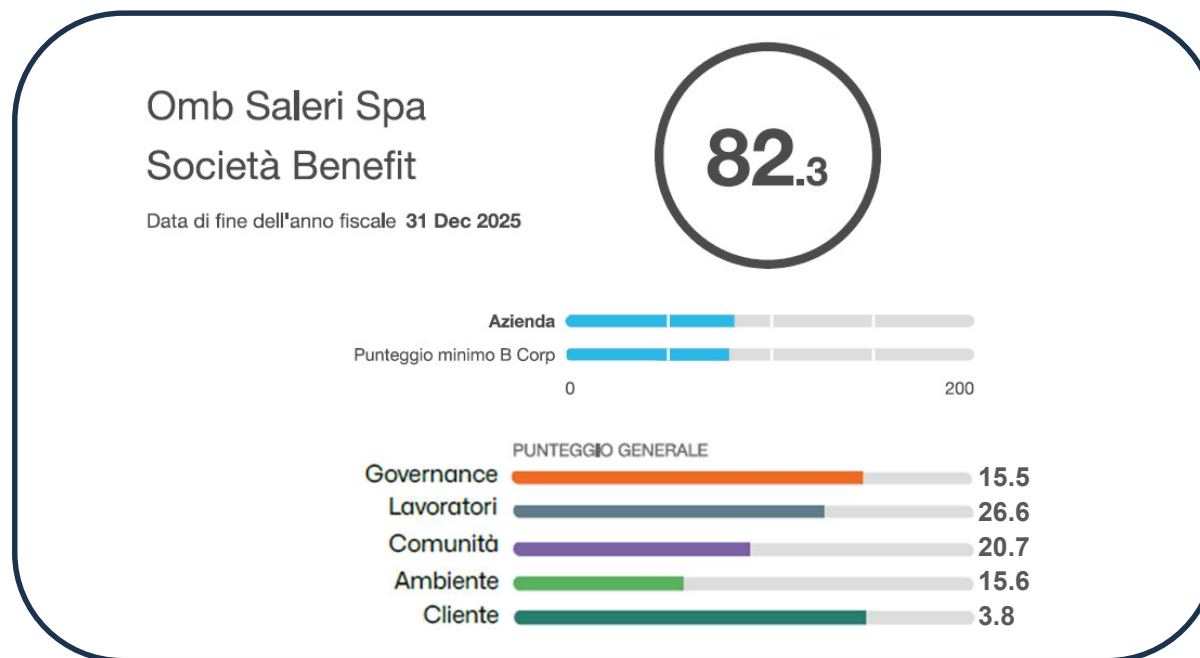 Omb Saleri Spa
Società Benefit
Data di fine dell'anno fiscale 31 Dec 2025
82.3
Azienda
Punteggio minimo B Corp
0 200
PUNTEGGIO GENERALE
Governance 15.5
Lavoratori 26.6
Comunità 20.7
Ambiente 15.6
Cliente 3.8